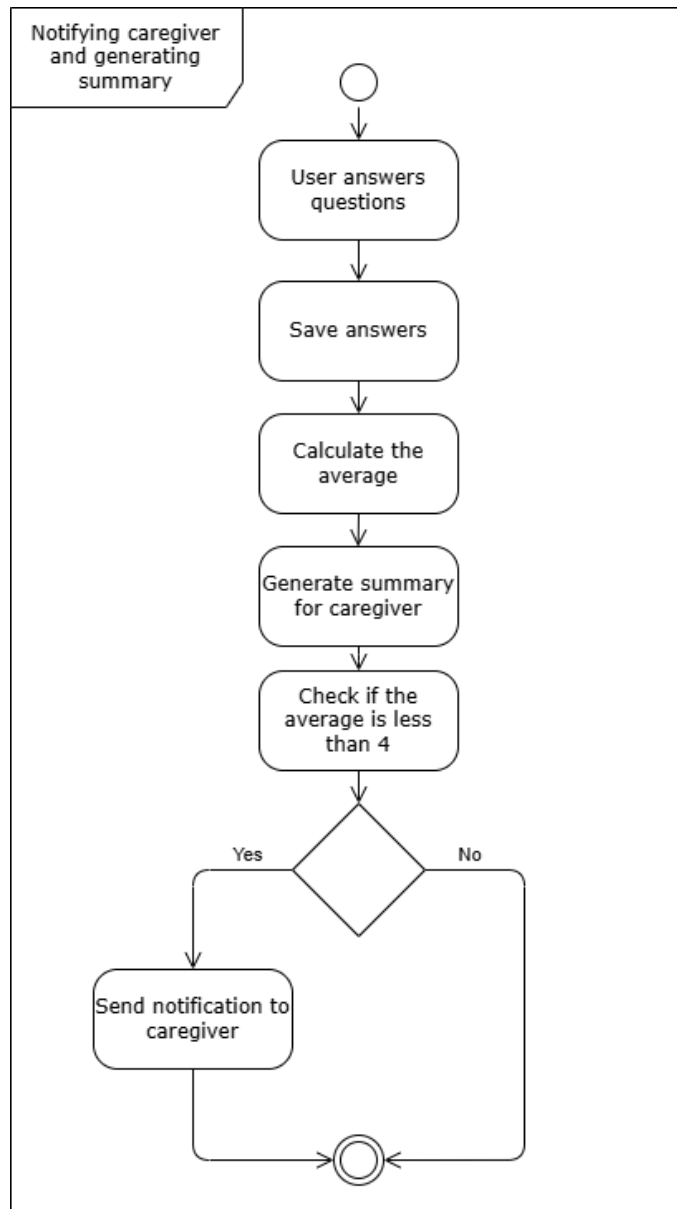 Notifying caregiver
and generating
summary
User answers
questions
Save answers
Calculate the
average
Generate summary
for caregiver
Check if the
average is less
than 4
Yes
No
Send notification to
caregiver